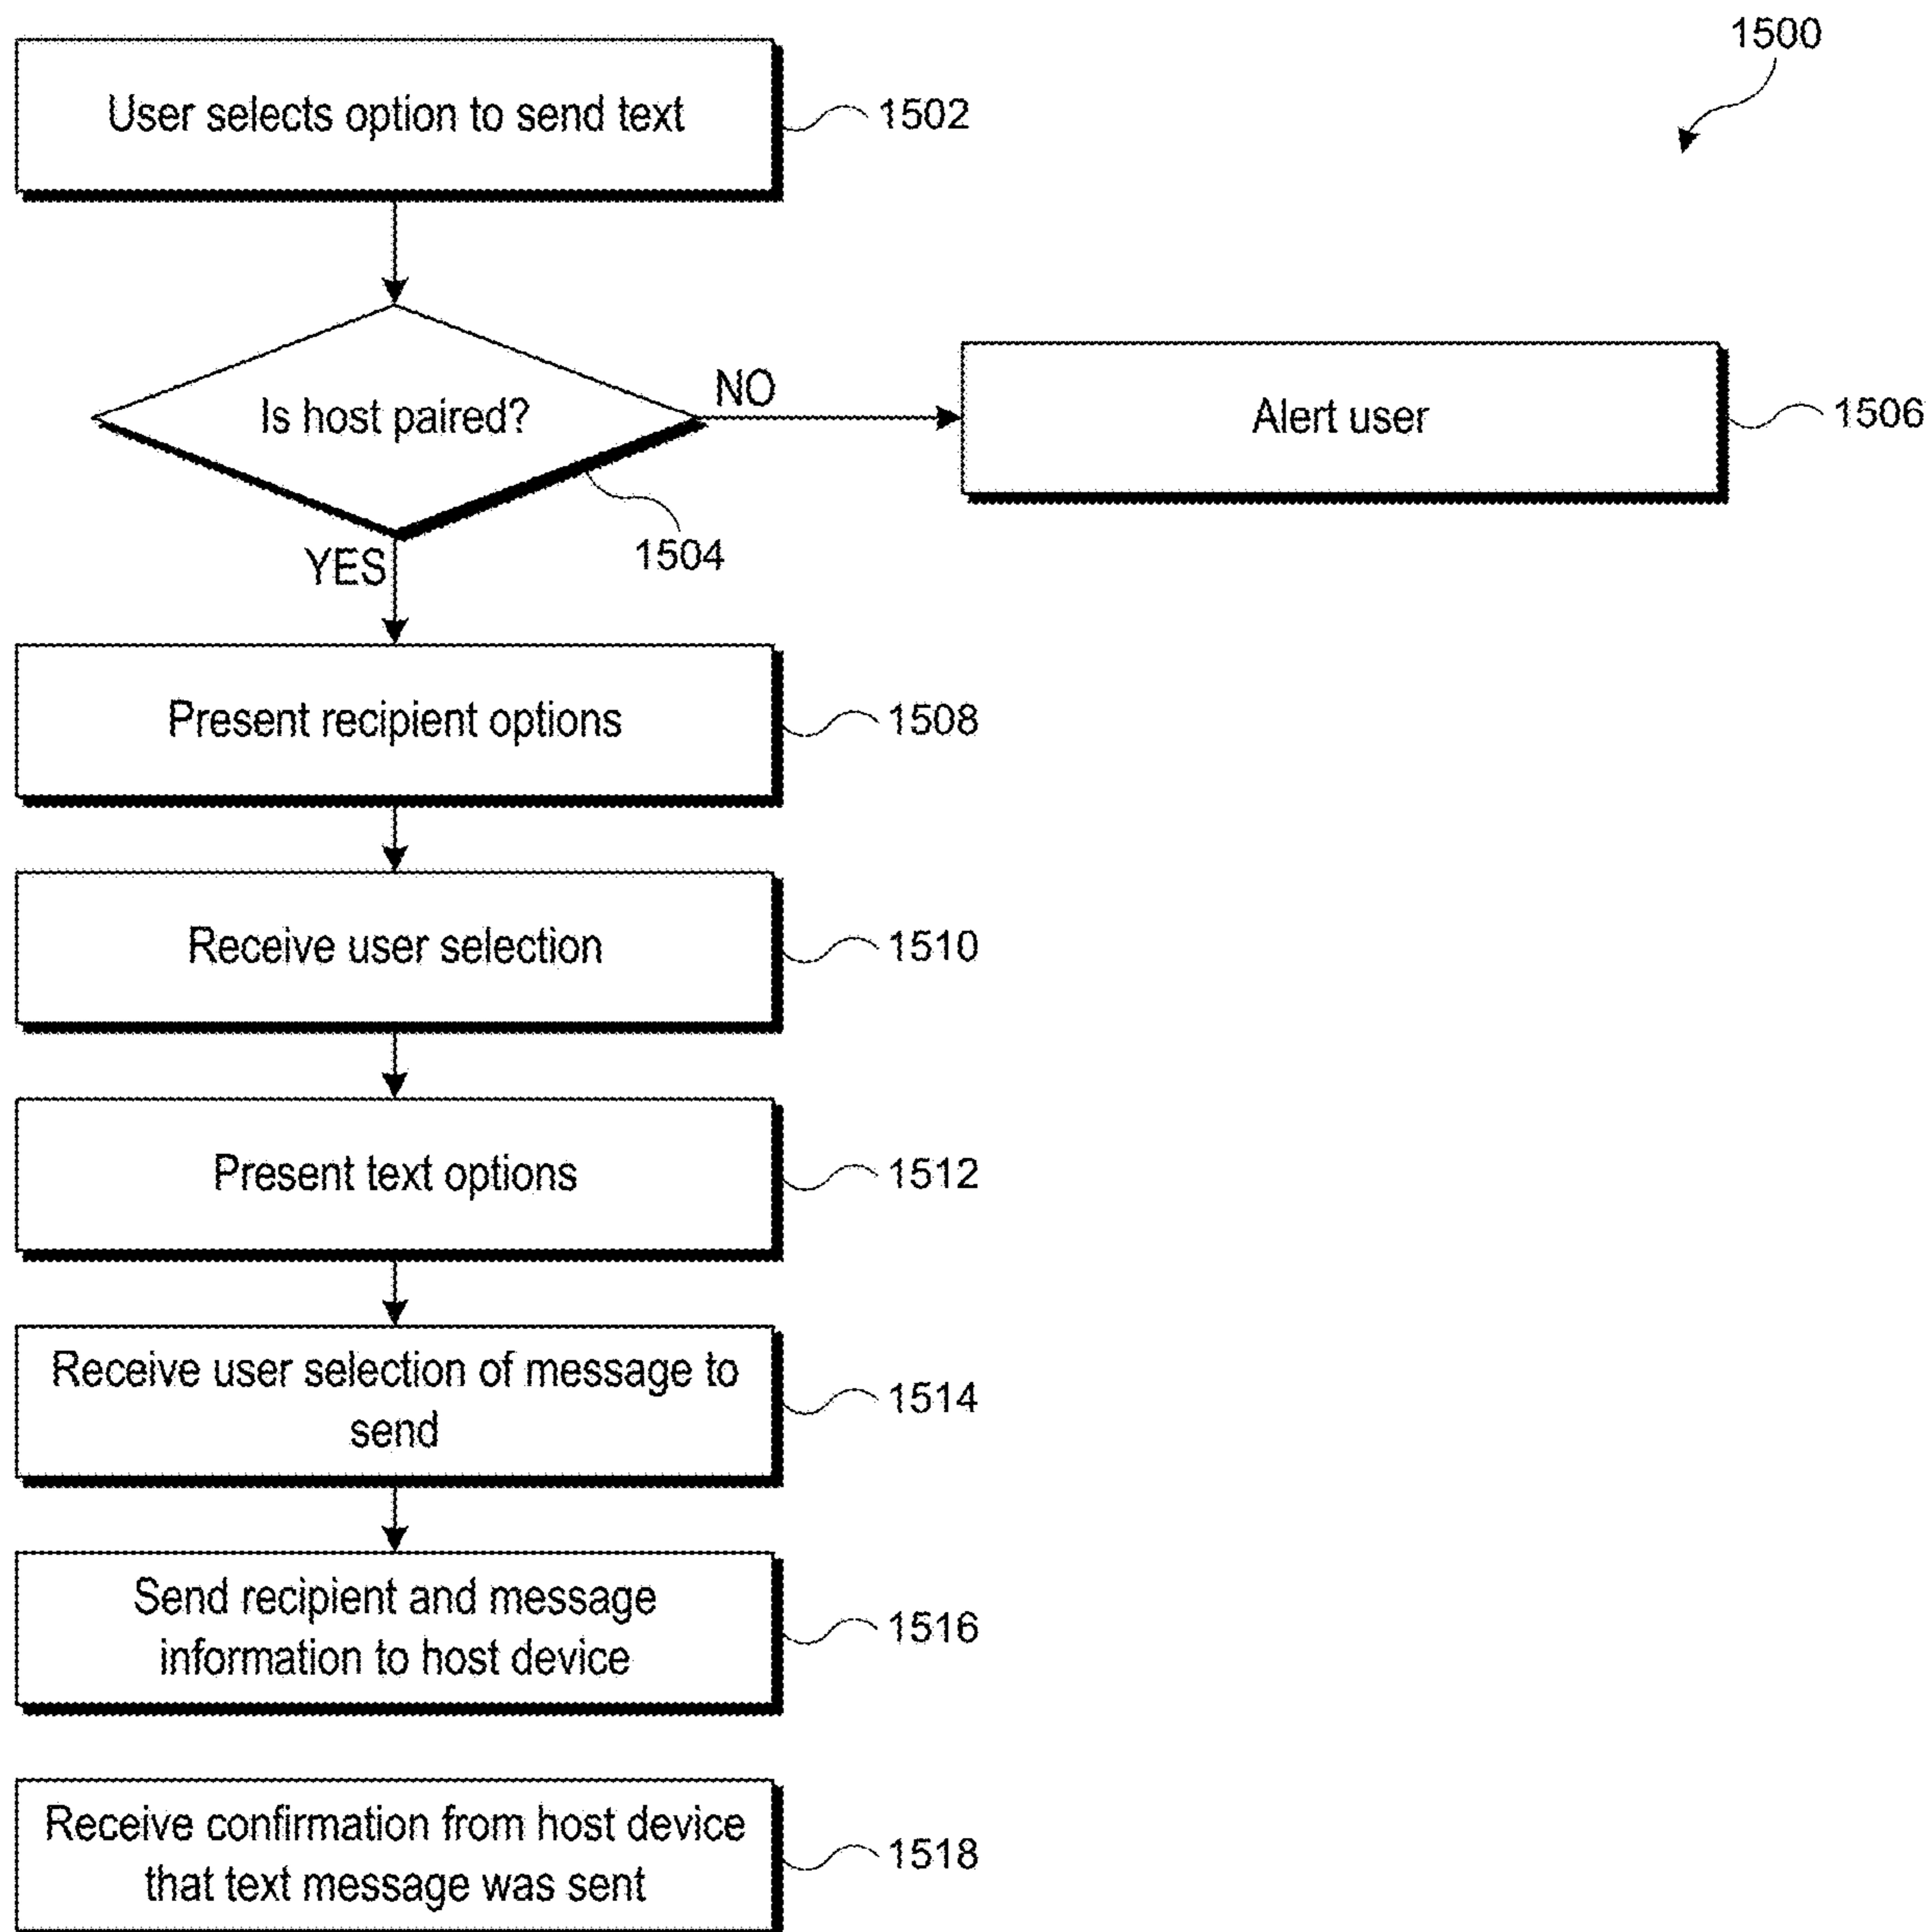 1500
User selects option to send text
1502
Is host paired?
NO
Alert user
1506
1504
YES
Present recipient options
1508
Receive user selection
1510
Present text options
1512
Receive user selection of message to
send
1514
Send recipient and message
information to host device
1516
Receive confirmation from host device
that text message was sent
1518